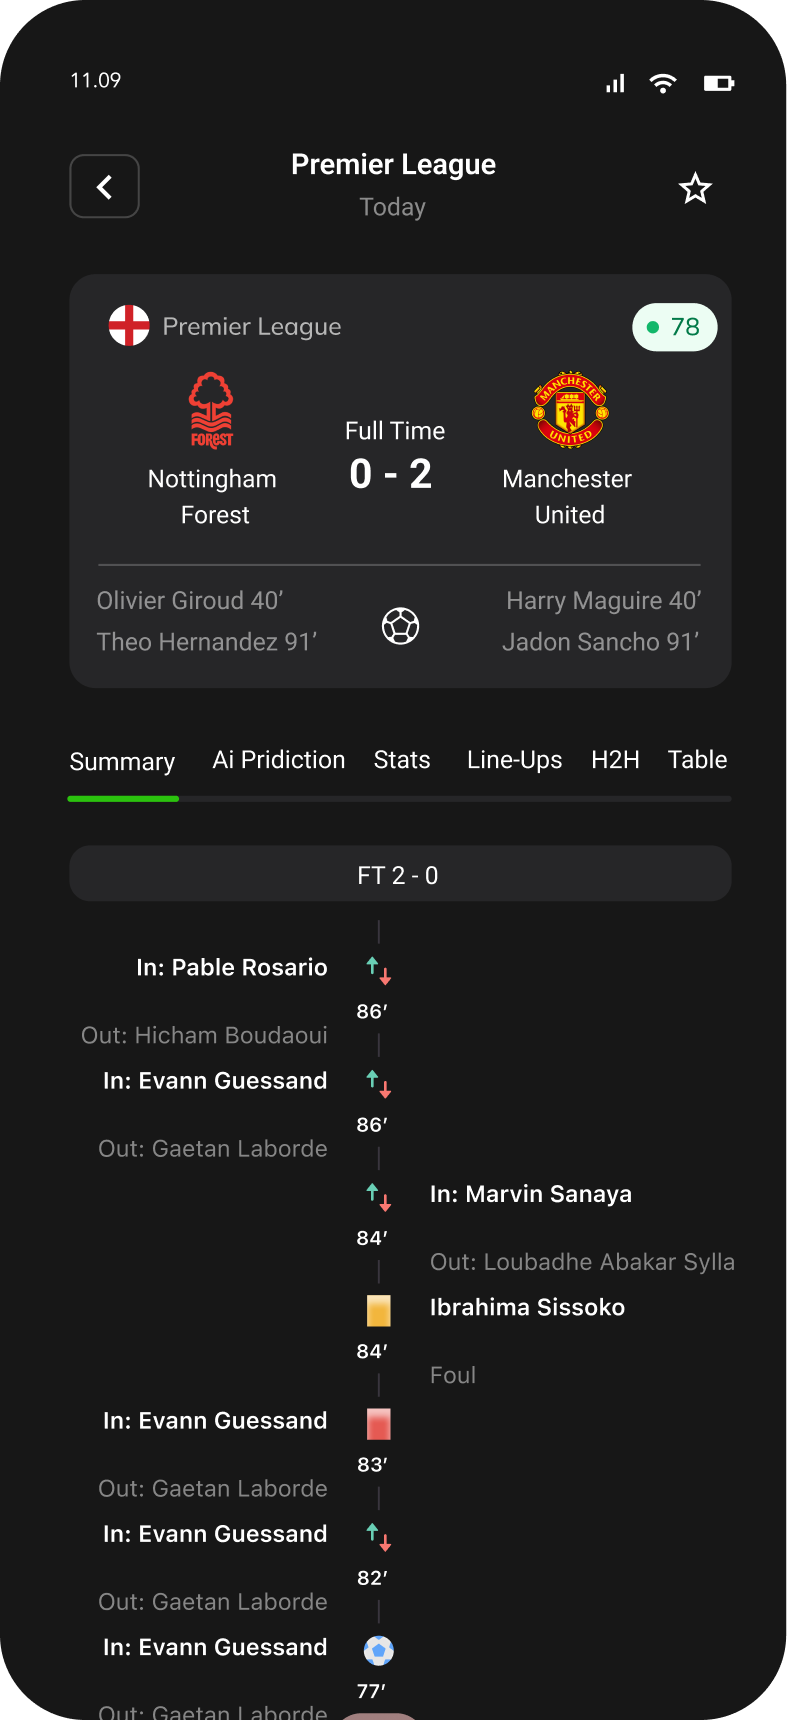 11.09
Premier League
Today
Premier League
78
FOREST
MANCHESTER
UNITED
Full Time
0 - 2
Nottingham
Forest
Manchester
United
Olivier Giroud 40’
Harry Maguire 40’
Theo Hernandez 91’
Jadon Sancho 91’
Summary
Ai Pridiction
Stats
Line-Ups
H2H
Table
FT 2 - 0
In: Pable Rosario
86’
Out: Hicham Boudaoui
In: Evann Guessand
86’
Out: Gaetan Laborde
In: Marvin Sanaya
84’
Out: Loubadhe Abakar Sylla
Ibrahima Sissoko
84’
Foul
In: Evann Guessand
83’
Out: Gaetan Laborde
In: Evann Guessand
82’
Out: Gaetan Laborde
In: Evann Guessand
77’
Out: Gaetan Laborde